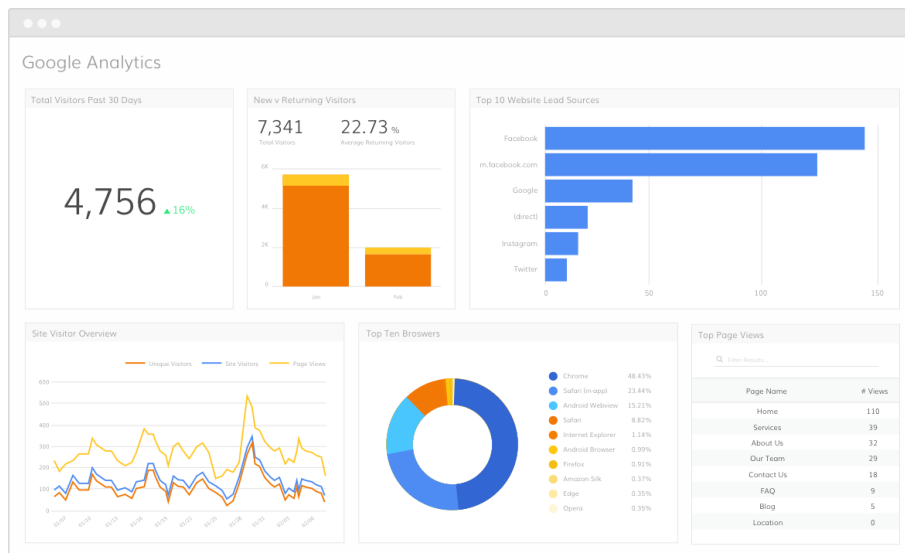 Google Analytics
Total Visitors Past 30 Days
4,756 ▲16%
New v Returning Visitors
7,341 22.73 %
Total Visitors Average Returning Visitors
6K
4K
2K
0
Jan Feb
Top 10 Website Lead Sources
Facebook
m.facebook.com
Google
(direct)
Instagram
Twitter
0 50 100 150
Site Visitor Overview
Unique Visitors Site Visitors Page Views
600
500
400
300
200
100
0
Top Ten Broswers
Chrome 48.43%
Safari (in-app) 23.44%
Android Webview 15.21%
Safari 8.82%
Internet Explorer 1.14%
Android Browser 0.99%
Firefox 0.91%
Amazon Silk 0.37%
Edge 0.35%
Opera 0.35%
Top Page Views
Filter Results...
Page Name # Views
Home 110
Services 39
About Us 32
Our Team 29
Contact Us 18
FAQ 9
Blog 5
Location 0